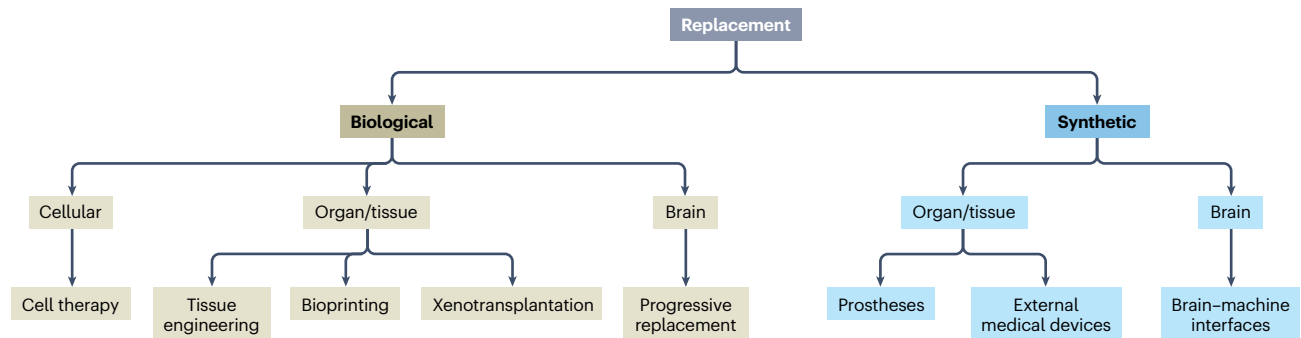 Replacement
Biological
Synthetic
Cellular
Organ/tissue
Brain
Organ/tissue
Brain
Cell therapy
Tissue
engineering
Bioprinting
Xenotransplantation
Progressive
replacement
Prostheses
External
medical devices
Brain–machine
interfaces